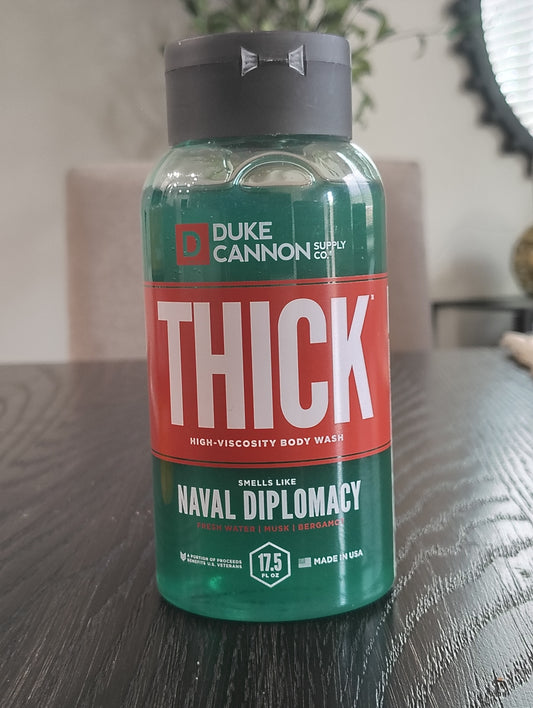 D
DUKE
CANNON SUPPLY CO.®
THICK
HIGH-VISCOSITY BODY WASH
SMELLS LIKE
NAVAL DIPLOMACY
FRESH WATER | MUSK | BERGAMOT
A PORTION OF PROCEEDS
BENEFITS U.S. VETERANS
17.5
FL OZ
MADE IN USA